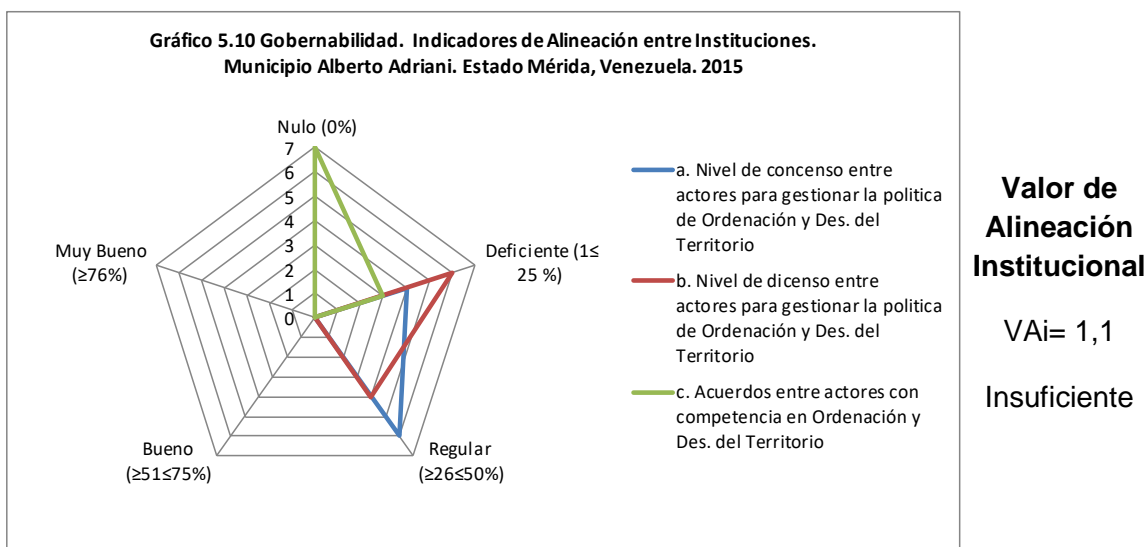 Gráfico 5.10 Gobernabilidad. Indicadores de Alineación entre Instituciones.
Municipio Alberto Adriani. Estado Mérida, Venezuela. 2015
Nulo (0%)
7
6
5
4
3
2
1
0
Deficiente (1≤
25 %)
Regular
(≥26≤50%)
Bueno
(≥51≤75%)
Muy Bueno
(≥76%)
a. Nivel de concenso entre
actores para gestionar la politica
de Ordenación y Des. del
Territorio
b. Nivel de dicenso entre
actores para gestionar la politica
de Ordenación y Des. del
Territorio
c. Acuerdos entre actores con
competencia en Ordenación y
Des. del Territorio
Valor de
Alineación
Institucional
VAi= 1,1
Insuficiente